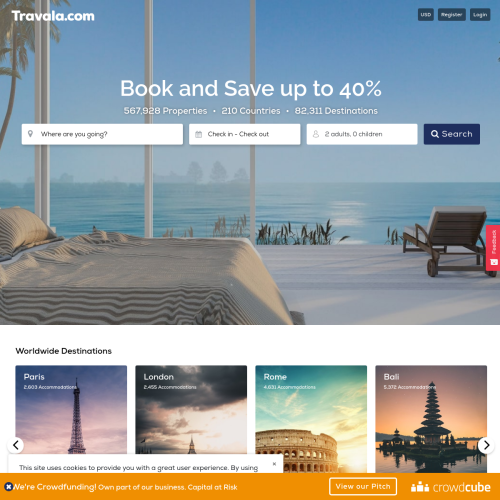 Travala.com
USD Register Login
Book and Save up to 40%
567,928 Properties • 210 Countries • 82,311 Destinations
Where are you going? Check in - Check out 2 adults, 0 children Search
Feedback
Worldwide Destinations
Paris
2,603 Accommodations
London
2,455 Accommodations
Rome
4,631 Accommodations
Bali
5,372 Accommodations
This site uses cookies to provide you with a great user experience. By using
We're Crowdfunding! Own part of our business, Capital at Risk
View our Pitch
crowdcube